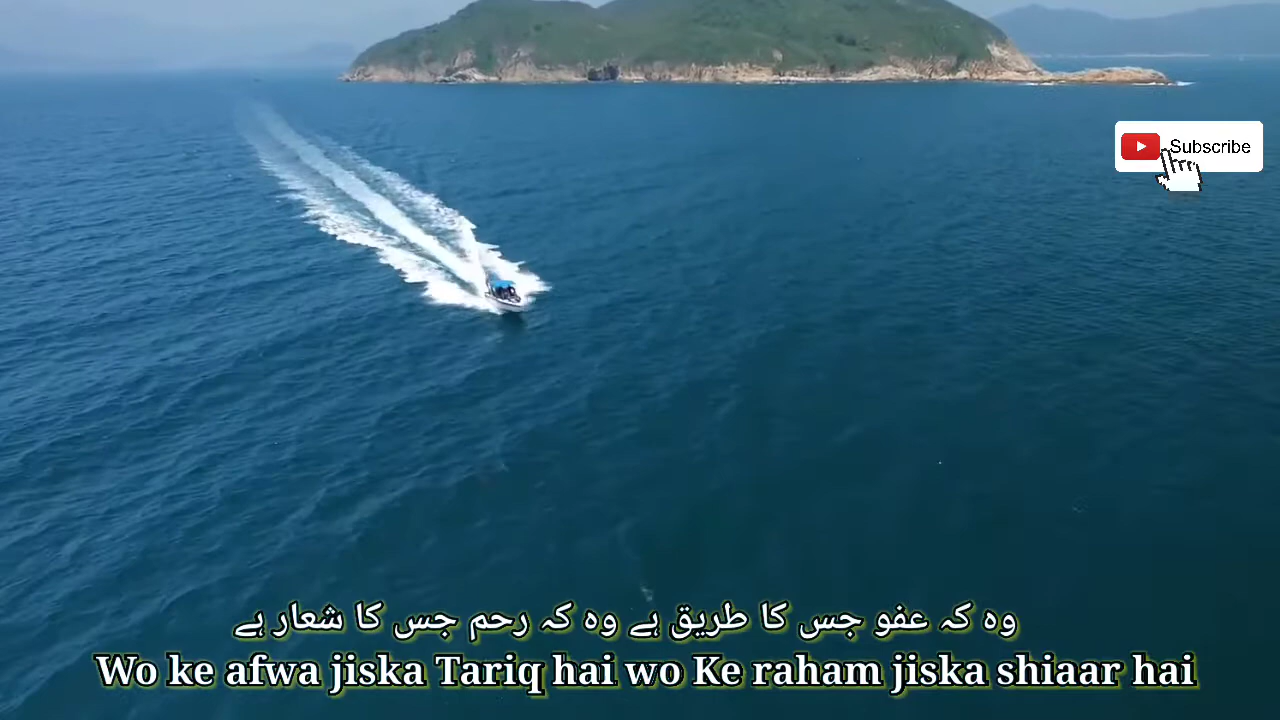 Subscribe
وہ کہ عفو جس کا طریق ہے وہ کہ رحم جس کا شعار ہے
Wo ke afwa jiska Tariq hai wo Ke raham jiska shiaar hai